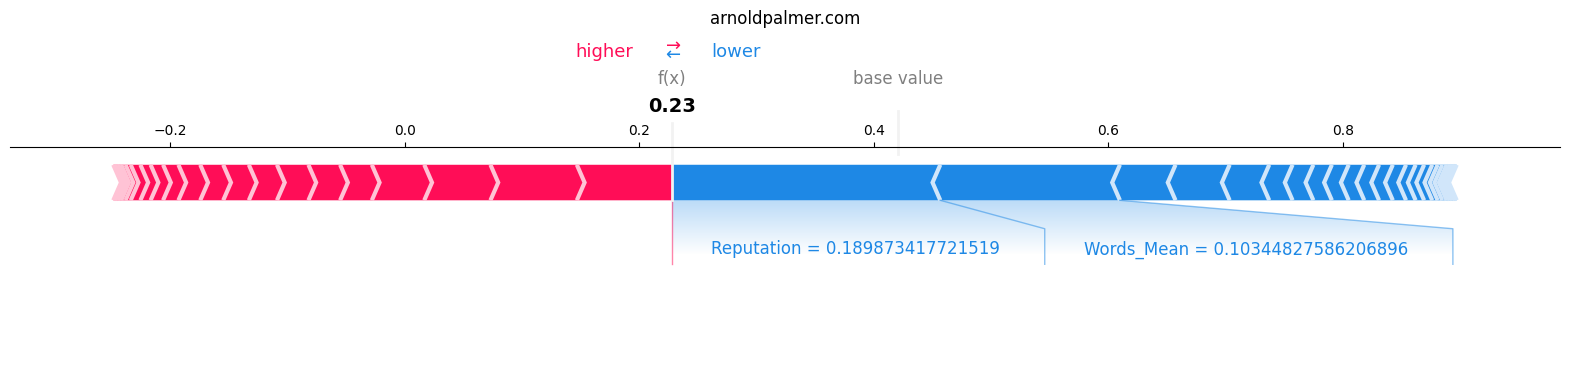 arnoldpalmer.com
higher ⇄ lower
f(x) base value
0.23
−0.2 0.0 0.2 0.4 0.6 0.8
Reputation = 0.189873417721519 Words_Mean = 0.10344827586206896